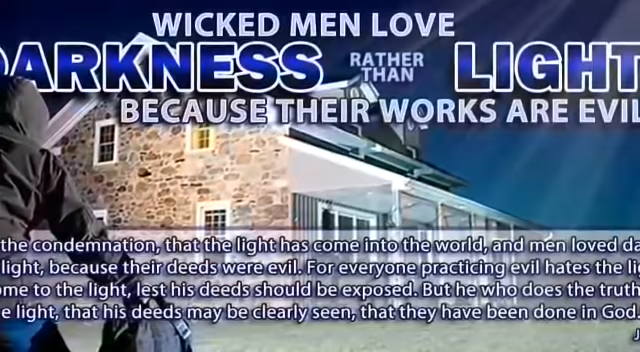 WICKED MEN LOVE
DARKNESS RATHER THAN LIGHT
BECAUSE THEIR WORKS ARE EVIL
the condemnation, that the light has come into the world, and men loved da
light, because their deeds were evil. For everyone practicing evil hates the li
ome to the light, lest his deeds should be exposed. But he who does the truth
e light, that his deeds may be clearly seen, that they have been done in God.
J